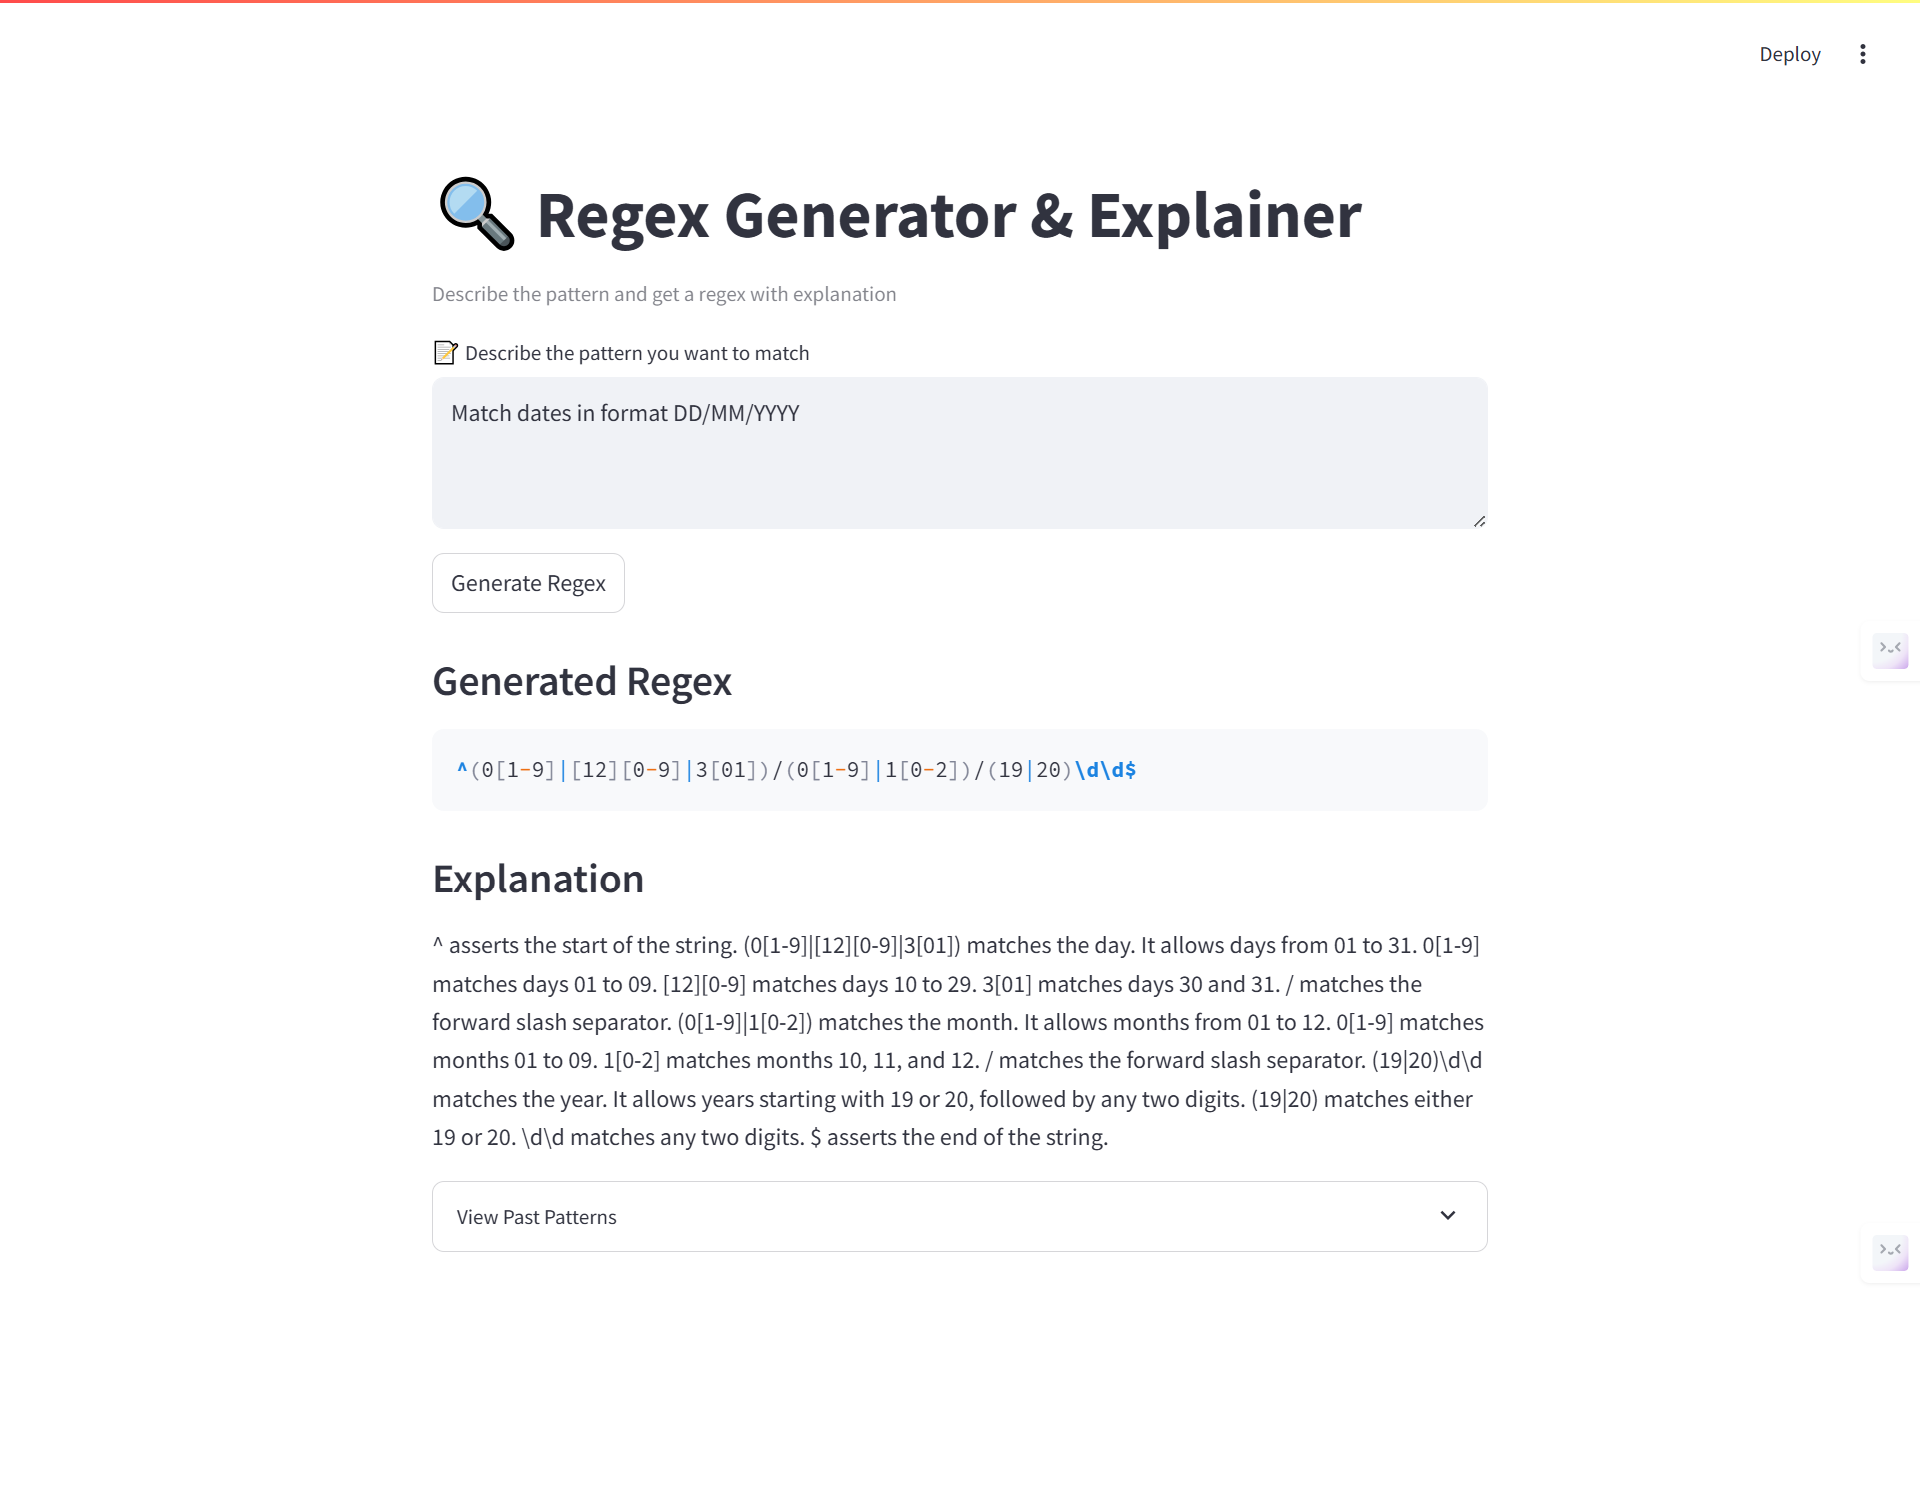 Deploy
Regex Generator & Explainer
Describe the pattern and get a regex with explanation
Describe the pattern you want to match
Match dates in format DD/MM/YYYY
Generate Regex
Generated Regex
^(0[1-9]|[12][0-9]|3[01])/(0[1-9]|1[0-2])/(19|20)\d\d$
Explanation
^ asserts the start of the string. (0[1-9]|[12][0-9]|3[01]) matches the day. It allows days from 01 to 31. 0[1-9]
matches days 01 to 09. [12][0-9] matches days 10 to 29. 3[01] matches days 30 and 31. / matches the
forward slash separator. (0[1-9]|1[0-2]) matches the month. It allows months from 01 to 12. 0[1-9] matches
months 01 to 09. 1[0-2] matches months 10, 11, and 12. / matches the forward slash separator. (19|20)\d\d
matches the year. It allows years starting with 19 or 20, followed by any two digits. (19|20) matches either
19 or 20. \d\d matches any two digits. $ asserts the end of the string.
View Past Patterns